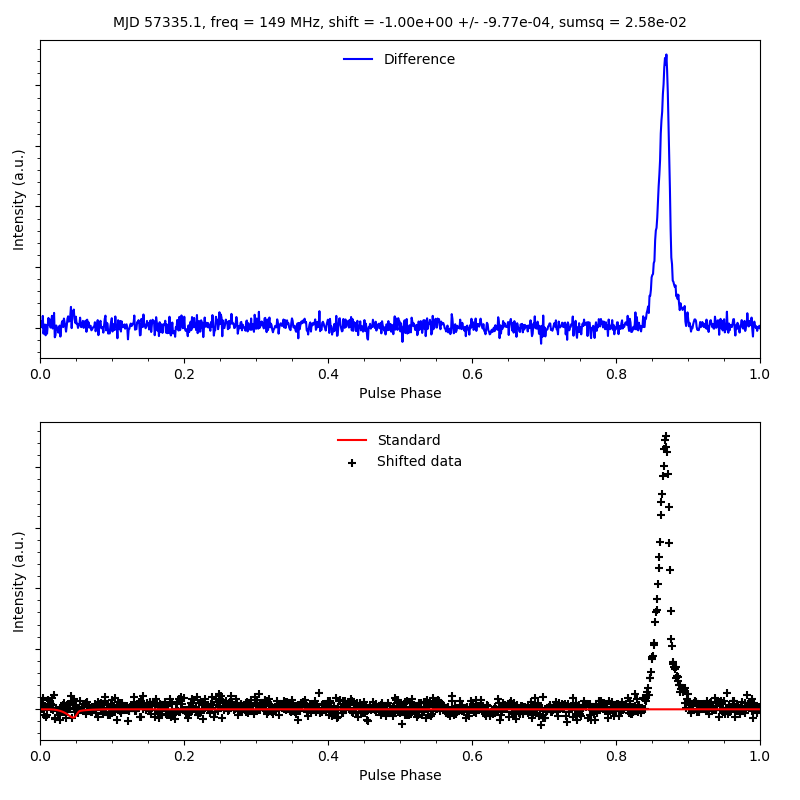 MJD 57335.1, freq = 149 MHz, shift = -1.00e+00 +/- -9.77e-04, sumsq = 2.58e-02
Difference
Intensity (a.u.)
0.0 0.2 0.4 0.6 0.8 1.0
Pulse Phase
Standard
Shifted data
Intensity (a.u.)
0.0 0.2 0.4 0.6 0.8 1.0
Pulse Phase